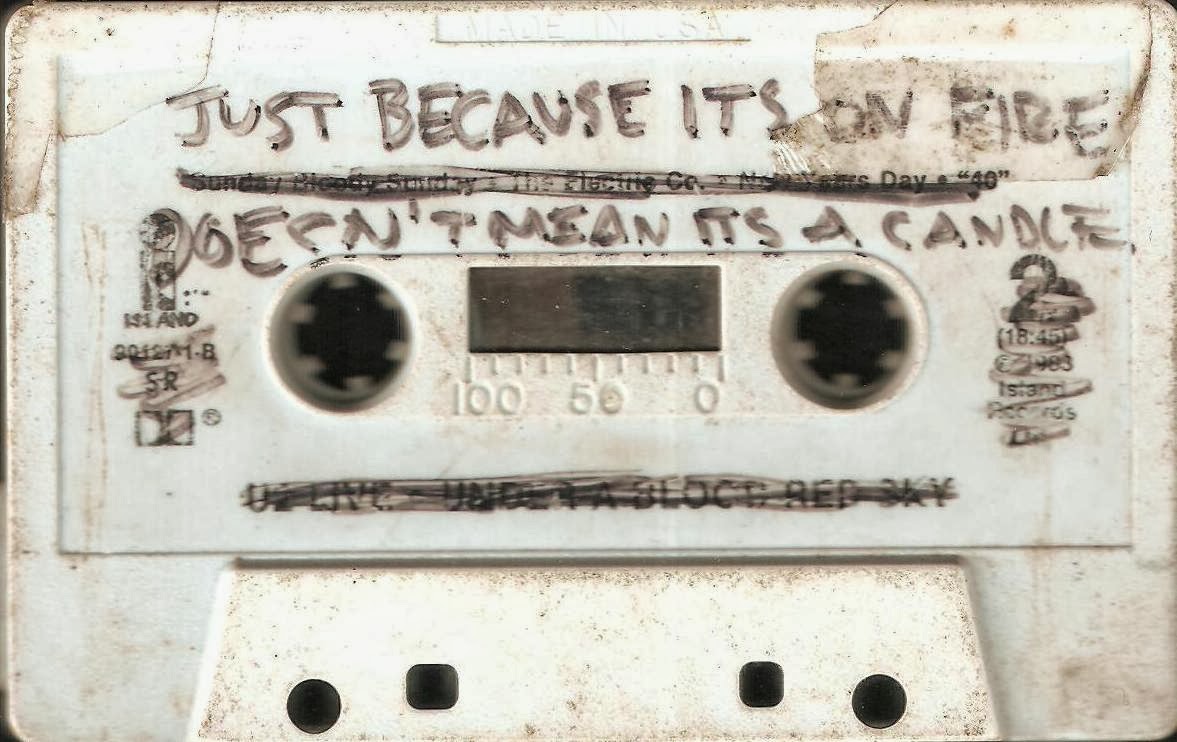 MADE IN USA
JUST BECAUSE ITS ON FIRE
Sunday Bloody Sunday • The Electric Co. • New Years Day • "40"
DOESN'T MEAN ITS A CANDLE
ISLAND
SR
®
2
(18:45)
© 1983
Island
Records
100 50 0
U2 LIVE UNDER A BLOOD RED SKY